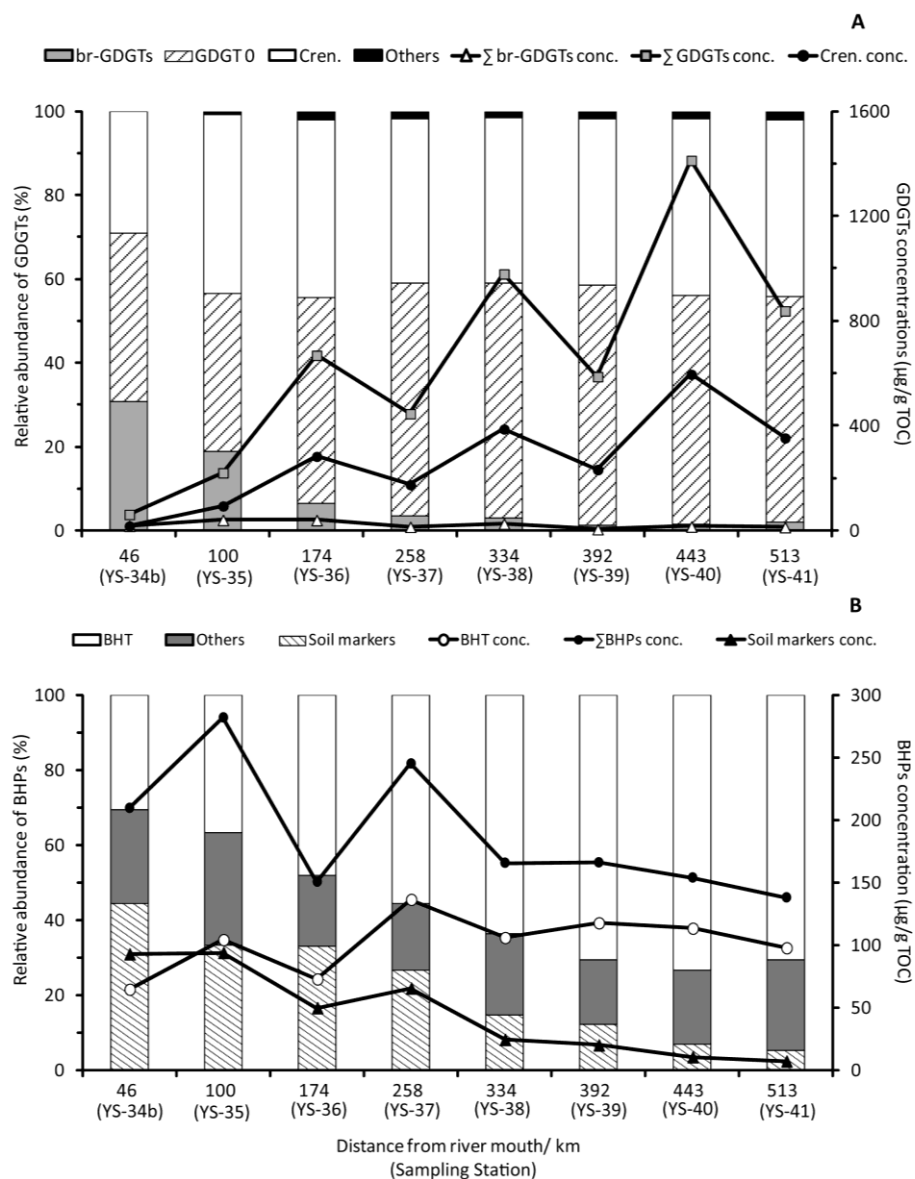 A
br-GDGTs GDGT 0 Cren. Others ∑ br-GDGTs conc. ∑ GDGTs conc. Cren. conc.
Relative abundance of GDGTs (%)
100
80
60
40
20
0
1600
1200
800
400
0
GDGTs concentrations (μg/g TOC)
46 100 174 258 334 392 443 513
(YS-34b) (YS-35) (YS-36) (YS-37) (YS-38) (YS-39) (YS-40) (YS-41)
B
BHT Others Soil markers BHT conc. ∑BHPs conc. Soil markers conc.
Relative abundance of BHPs (%)
100
80
60
40
20
0
300
250
200
150
100
50
0
BHPs concentration (μg/g TOC)
46 100 174 258 334 392 443 513
(YS-34b) (YS-35) (YS-36) (YS-37) (YS-38) (YS-39) (YS-40) (YS-41)
Distance from river mouth/ km
(Sampling Station)